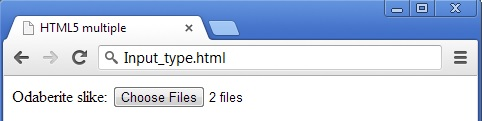 HTML5 multiple
Input_type.html
Odaberite slike: Choose Files 2 files